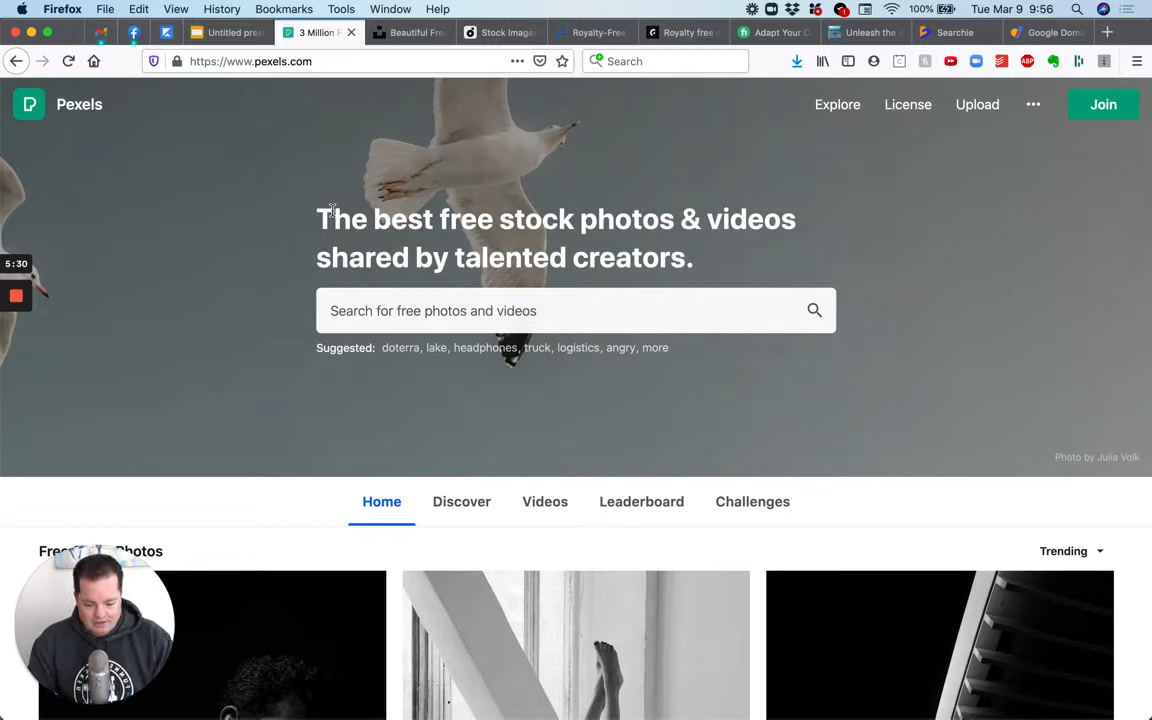 Firefox File Edit View History Bookmarks Tools Window Help
100% Tue Mar 9 9:56
Untitled pres
3 Million F
Beautiful Free
Stock Images
Royalty-Free
Royalty free
Adapt Your C
Unleash the
Searchie
Google Doma
https://www.pexels.com
Search
Pexels
Explore License Upload ••• Join
The best free stock photos & videos
shared by talented creators.
5:30
Search for free photos and videos
Suggested: doterra, lake, headphones, truck, logistics, angry, more
Photo by Julia Volk
Home Discover Videos Leaderboard Challenges
Free Photos
Trending